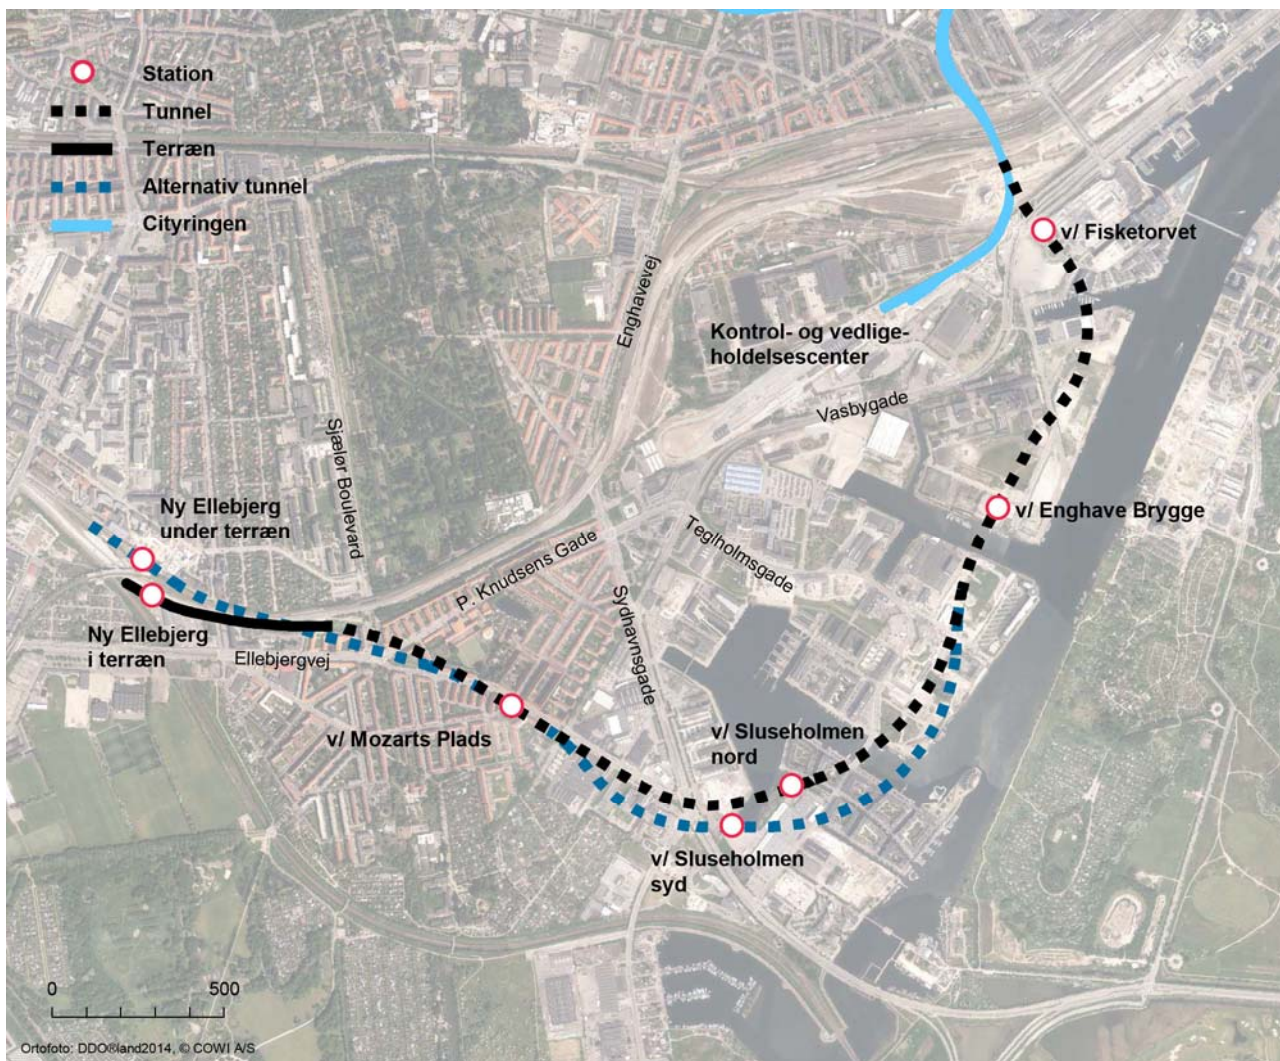 Station
Tunnel
Terræn
Alternativ tunnel
Cityringen
v/ Fisketorvet
Enghavevej
Kontrol- og vedlige-
holdelsescenter
Vasbygade
Sjælør Boulevard
Ny Ellebjerg
under terræn
v/ Enghave Brygge
Teglholmsgade
P. Knudsens Gade
Sydhavnsgade
Ny Ellebjerg
i terræn
Ellebjergvej
v/ Mozarts Plads
v/ Sluseholmen
nord
v/ Sluseholmen
syd
0 500
Ortofoto: DDO®land2014, © COWI A/S